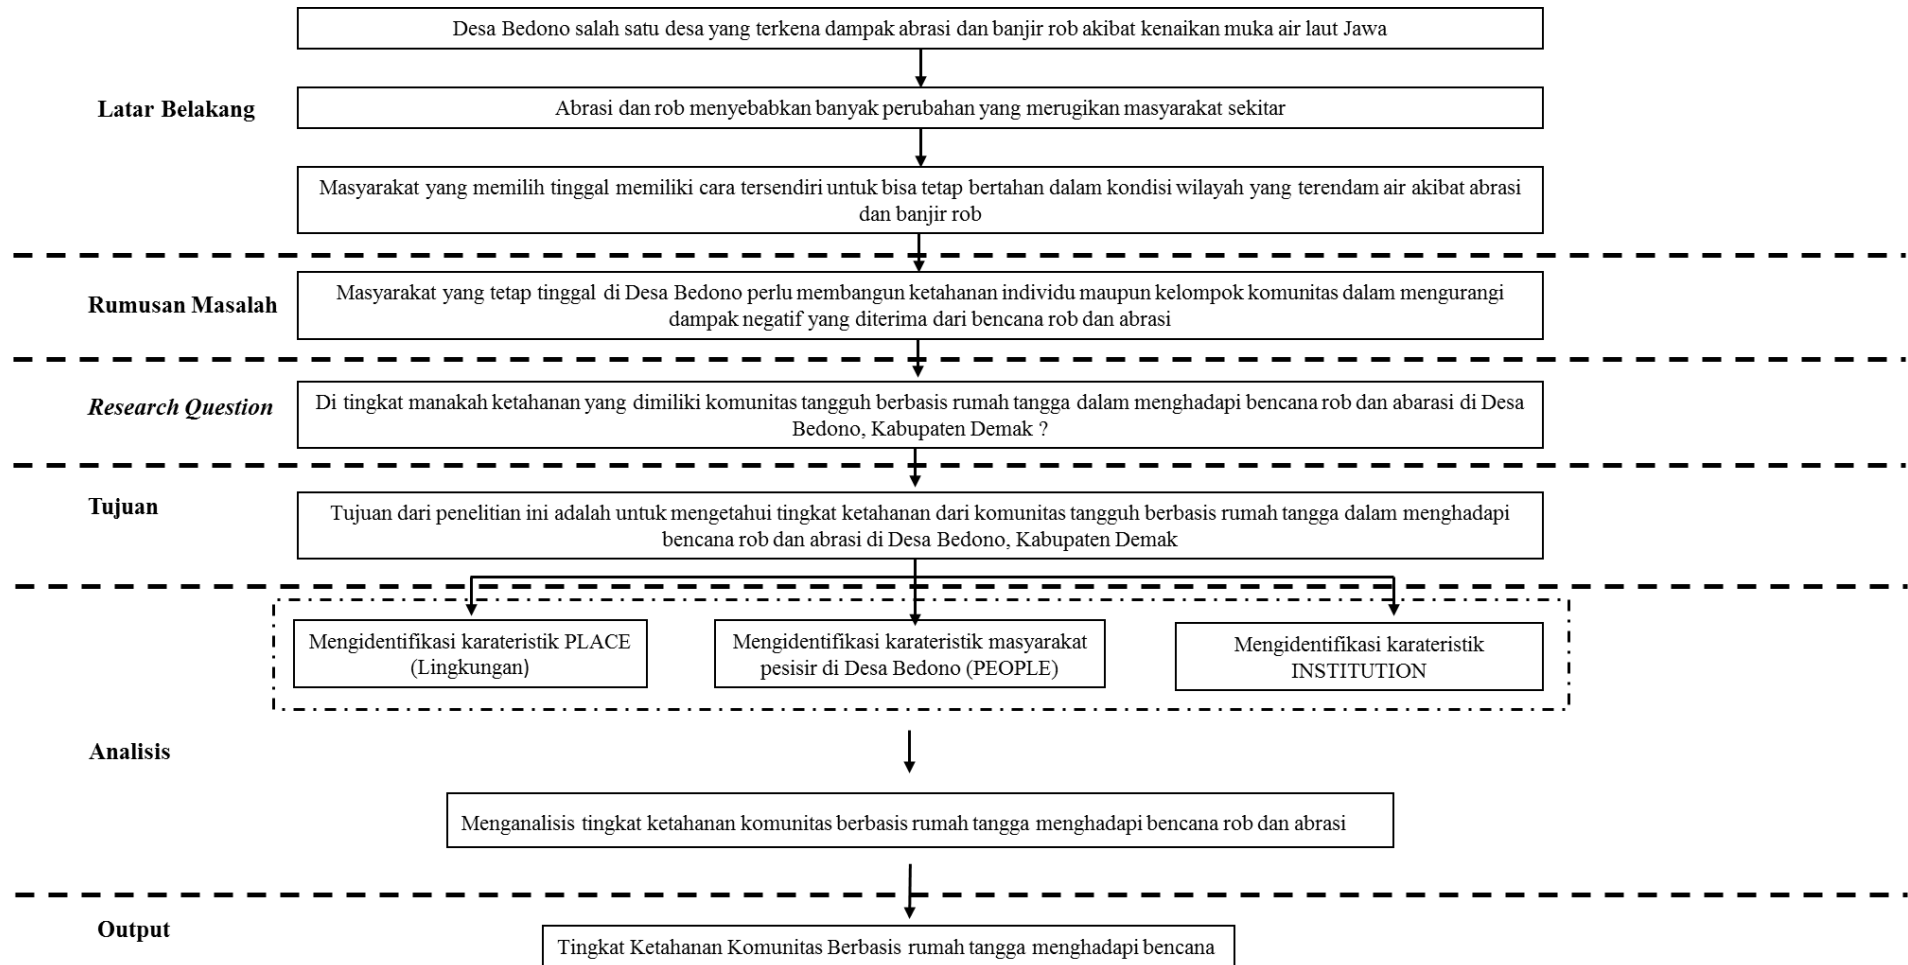 Desa Bedono salah satu desa yang terkena dampak abrasi dan banjir rob akibat kenaikan muka air laut Jawa
Latar Belakang
Abrasi dan rob menyebabkan banyak perubahan yang merugikan masyarakat sekitar
Masyarakat yang memilih tinggal memiliki cara tersendiri untuk bisa tetap bertahan dalam kondisi wilayah yang terendam air akibat abrasi
dan banjir rob
Rumusan Masalah
Masyarakat yang tetap tinggal di Desa Bedono perlu membangun ketahanan individu maupun kelompok komunitas dalam mengurangi
dampak negatif yang diterima dari bencana rob dan abrasi
Research Question
Di tingkat manakah ketahanan yang dimiliki komunitas tangguh berbasis rumah tangga dalam menghadapi bencana rob dan abarasi di Desa
Bedono, Kabupaten Demak ?
Tujuan
Tujuan dari penelitian ini adalah untuk mengetahui tingkat ketahanan dari komunitas tangguh berbasis rumah tangga dalam menghadapi
bencana rob dan abrasi di Desa Bedono, Kabupaten Demak
Mengidentifikasi karateristik PLACE
(Lingkungan)
Mengidentifikasi karateristik masyarakat
pesisir di Desa Bedono (PEOPLE)
Mengidentifikasi karateristik
INSTITUTION
Analisis
Menganalisis tingkat ketahanan komunitas berbasis rumah tangga menghadapi bencana rob dan abrasi
Output
Tingkat Ketahanan Komunitas Berbasis rumah tangga menghadapi bencana